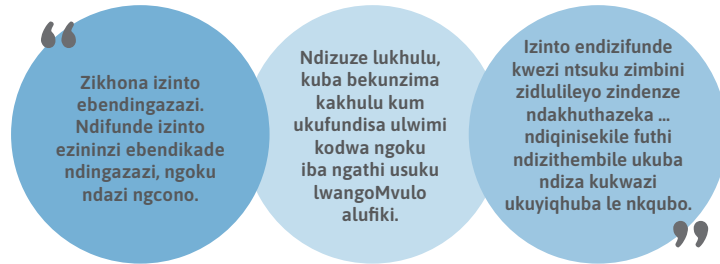 “
Zikhona izinto
ebendingazazi.
Ndifunde izinto
ezininzi ebendikade
ndingazazi, ngoku
ndazi ngcono.
Ndizuze lukhulu,
kuba bekunzima
kakhulu kum
ukufundisa ulwimi
kodwa ngoku
iba ngathi usuku
lwangoMvulo
alufiki.
Izinto endizifunde
kwezi ntsuku zimbini
zidlulileyo zindenze
ndakhuthazeka ...
ndiqinisekile futhi
ndizithembile ukuba
ndiza kukwazi
ukuyiqhuba le nkqubo.
”